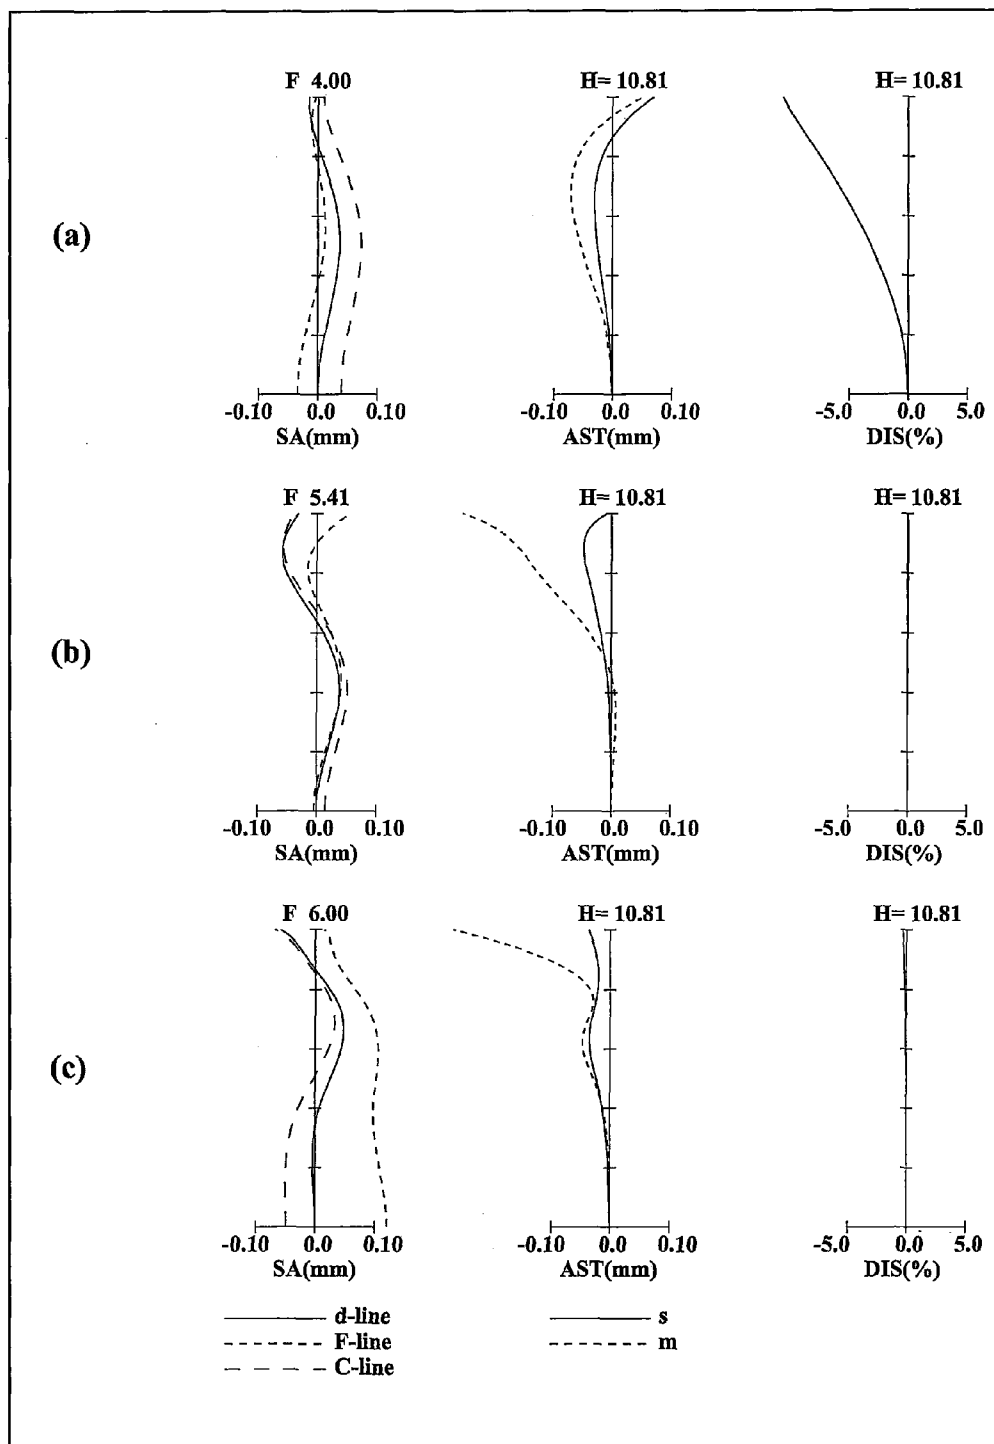 F 4.00 H= 10.81 H= 10.81
(a)
-0.10 0.0 0.10 -0.10 0.0 0.10 -5.0 0.0 5.0
SA(mm) AST(mm) DIS(%)
F 5.41 H= 10.81 H= 10.81
(b)
-0.10 0.0 0.10 -0.10 0.0 0.10 -5.0 0.0 5.0
SA(mm) AST(mm) DIS(%)
F 6.00 H= 10.81 H= 10.81
(c)
-0.10 0.0 0.10 -0.10 0.0 0.10 -5.0 0.0 5.0
SA(mm) AST(mm) DIS(%)
d-line s
F-line m
C-line